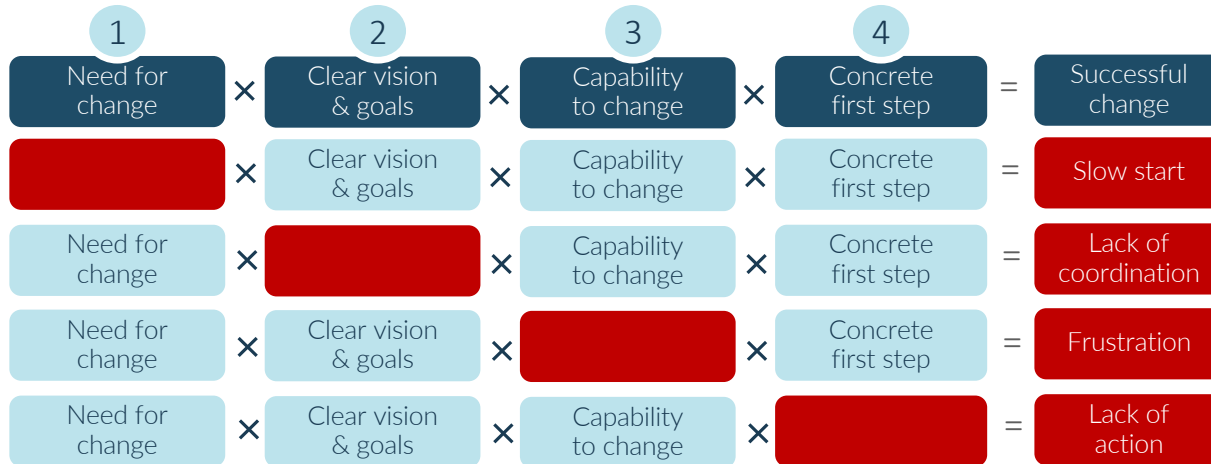 1 2 3 4
Need for change × Clear vision & goals × Capability to change × Concrete first step = Successful change
× Clear vision & goals × Capability to change × Concrete first step = Slow start
Need for change × × Capability to change × Concrete first step = Lack of coordination
Need for change × Clear vision & goals × × Concrete first step = Frustration
Need for change × Clear vision & goals × Capability to change × = Lack of action